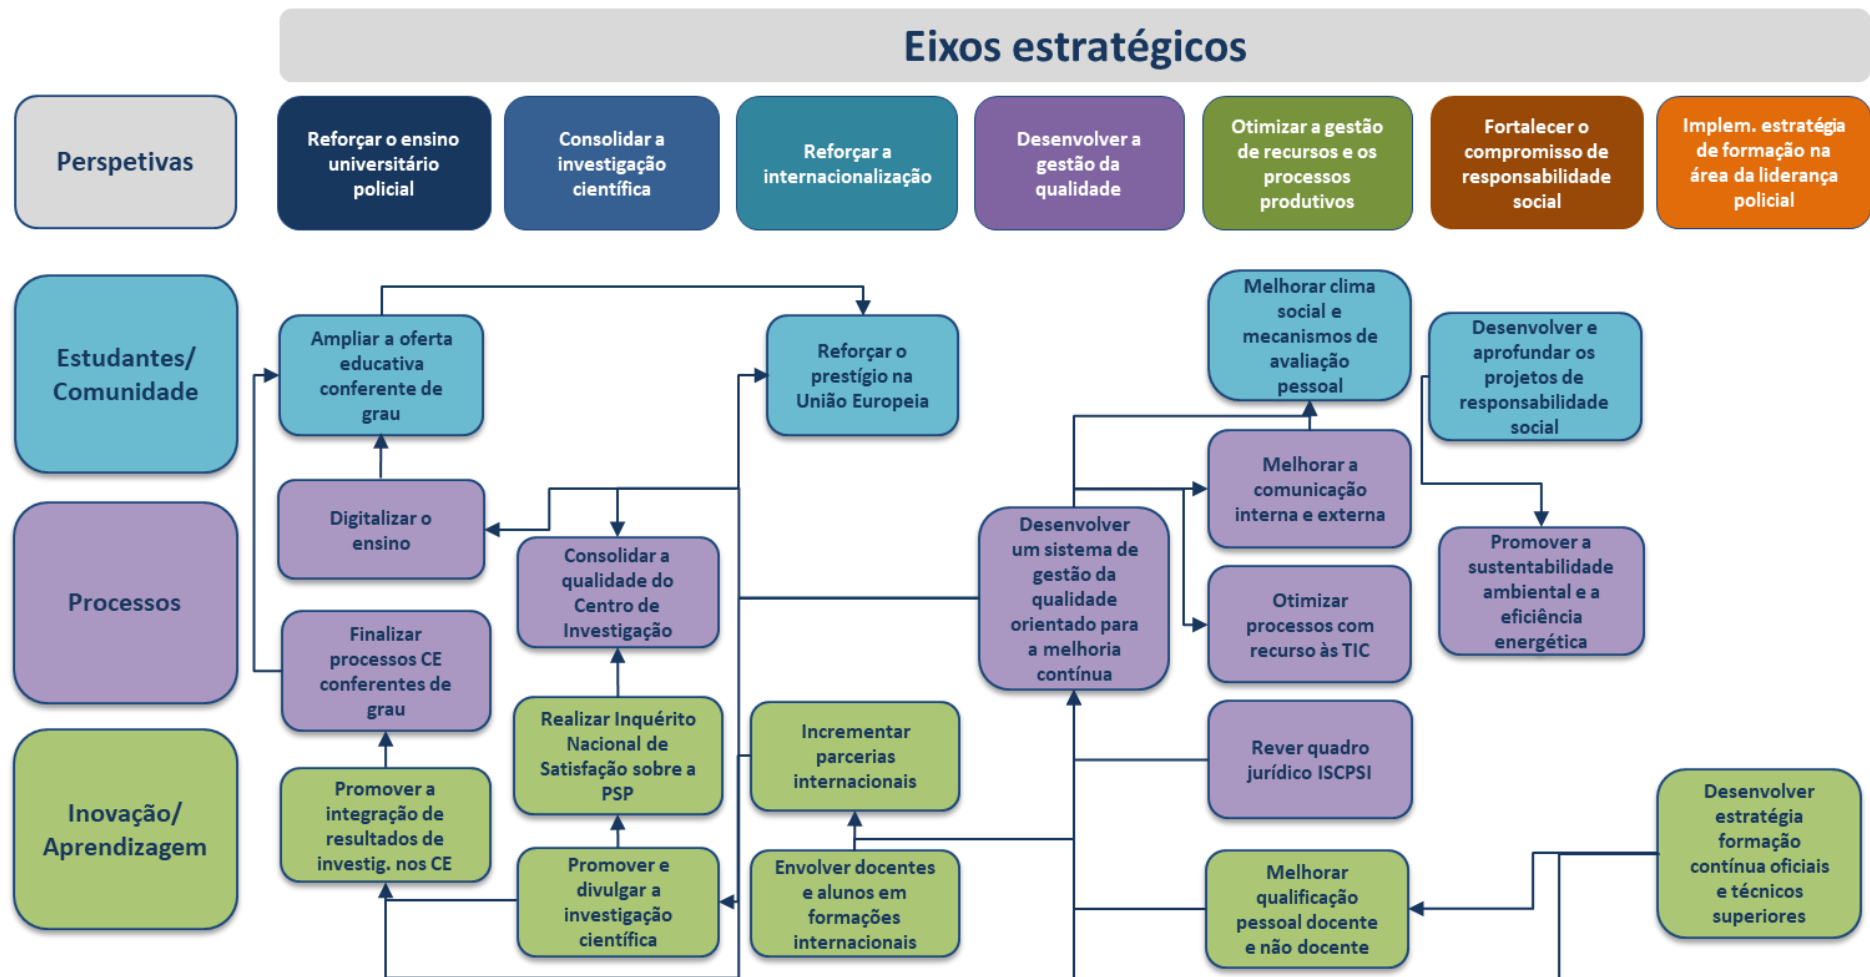 Eixos estratégicos
Perspetivas
Reforçar o ensino
universitário
policial
Consolidar a
investigação
científica
Reforçar a
internacionalização
Desenvolver a
gestão da
qualidade
Otimizar a gestão
de recursos e os
processos
produtivos
Fortalecer o
compromisso de
responsabilidade
social
Implem. estratégia
de formação na
área da liderança
policial
Estudantes/
Comunidade
Ampliar a oferta
educativa
conferente de
grau
Reforçar o
prestígio na
União Europeia
Melhorar clima
social e
mecanismos de
avaliação
pessoal
Desenvolver e
aprofundar os
projetos de
responsabilidade
social
Processos
Digitalizar o
ensino
Consolidar a
qualidade do
Centro de
Investigação
Desenvolver
um sistema de
gestão da
qualidade
orientado para
a melhoria
contínua
Melhorar a
comunicação
interna e externa
Promover a
sustentabilidade
ambiental e a
eficiência
energética
Otimizar
processos com
recurso às TIC
Finalizar
processos CE
conferentes de
grau
Rever quadro
jurídico ISCPSI
Inovação/
Aprendizagem
Realizar Inquérito
Nacional de
Satisfação sobre a
PSP
Incrementar
parcerias
internacionais
Promover a
integração de
resultados de
investig. nos CE
Promover e
divulgar a
investigação
científica
Envolver docentes
e alunos em
formações
internacionais
Melhorar
qualificação
pessoal docente
e não docente
Desenvolver
estratégia
formação
contínua oficiais
e técnicos
superiores